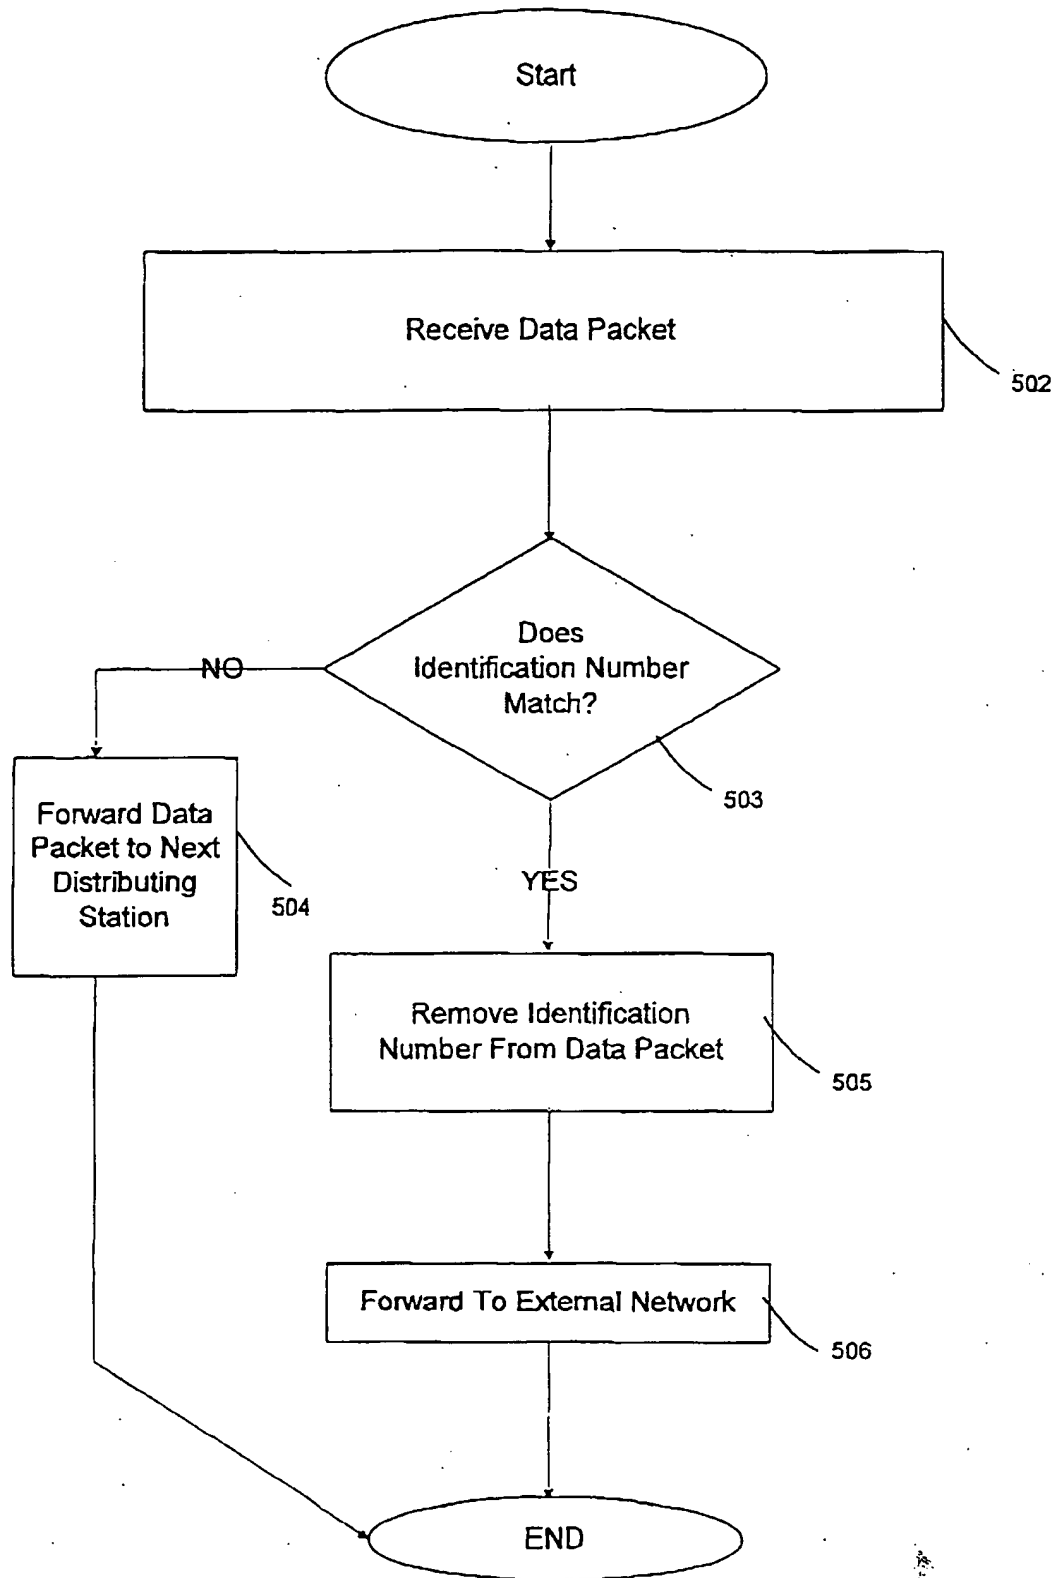 Start
Receive Data Packet
502
Does
Identification Number
Match?
NO
503
Forward Data
Packet to Next
Distributing
Station
504
YES
Remove Identification
Number From Data Packet
505
Forward To External Network
506
END